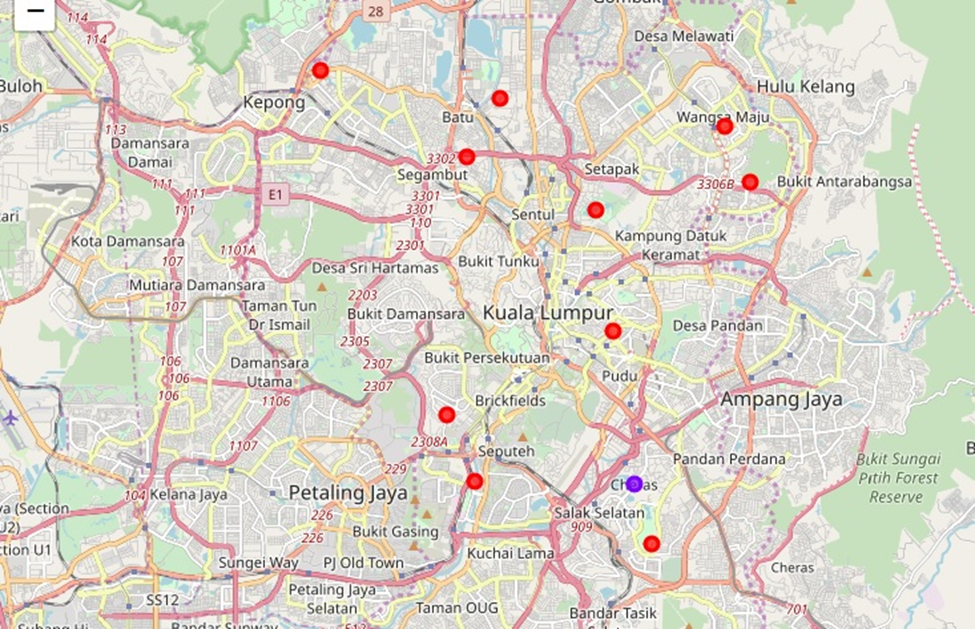 −
114
114
28
Gombak
Desa Melawati
Buloh
Kepong
Hulu Kelang
Batu
Wangsa Maju
113
Damansara
Damai
3302
Segambut
Setapak
111
111
111
E1
3301
3301
110
3306B
Bukit Antarabangsa
Sentul
Kota Damansara
1101A
2301
Kampung Datuk
Keramat
107
Desa Sri Hartamas
Bukit Tunku
Mutiara Damansara
107
Taman Tun
Dr Ismail
2203
Bukit Damansara
Kuala Lumpur
Desa Pandan
2305
106
106
Damansara
Utama
2307
2307
Bukit Persekutuan
Pudu
1106
Brickfields
Ampang Jaya
1107
2308A
Seputeh
229
Pandan Perdana
Bukit Sungai
Putih Forest
Reserve
104
Kelana Jaya
Petaling Jaya
Cheras
226
226
Salak Selatan
909
Bukit Gasing
Kuchai Lama
Sungei Way
PJ Old Town
Cheras
SS12
Petaling Jaya
Selatan
Taman OUG
Bandar Tasik
701